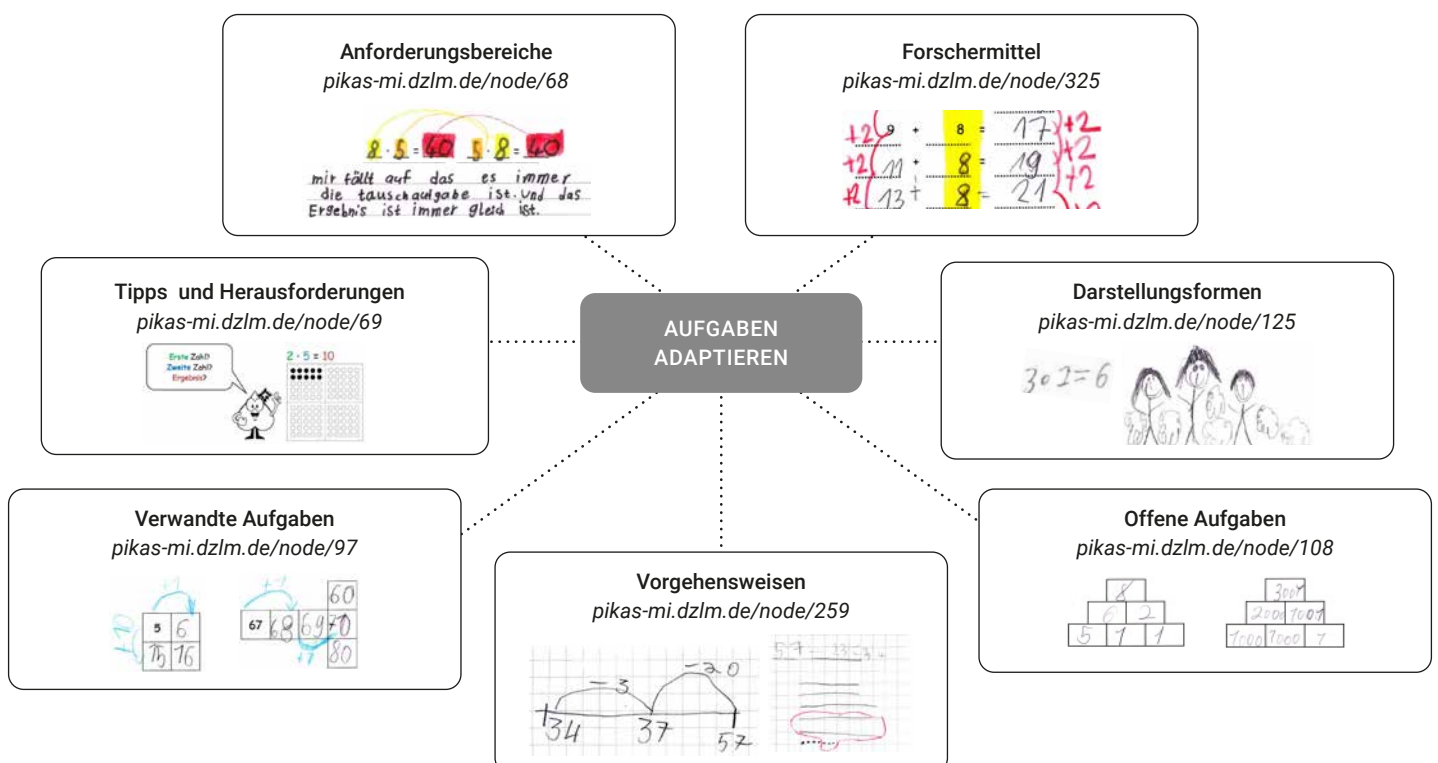 Anforderungsbereiche
pikas-mi.dzlm.de/node/68
8 · 5 = 40 5 · 8 = 40
mir fällt auf das es immer
die tauschaufgabe ist. und das
Ergebnis ist immer gleich ist.
Forschermittel
pikas-mi.dzlm.de/node/325
+2 9 + 8 = 17 +2
+2 11 + 8 = 19 +2
+2 13 + 8 = 21 +2
Tipps und Herausforderungen
pikas-mi.dzlm.de/node/69
Erste Zahl?
Zweite Zahl?
Ergebnis?
2 · 5 = 10
AUFGABEN
ADAPTIEREN
Darstellungsformen
pikas-mi.dzlm.de/node/125
3 · 2 = 6
Verwandte Aufgaben
pikas-mi.dzlm.de/node/97
+1
+10
5 6
15 16
+1
60
67 68 69 70
+1 80
Vorgehensweisen
pikas-mi.dzlm.de/node/259
-3 -20
34 37 57
Offene Aufgaben
pikas-mi.dzlm.de/node/108
8
6 2
5 1 1
3001
2000 1001
1000 1000 1